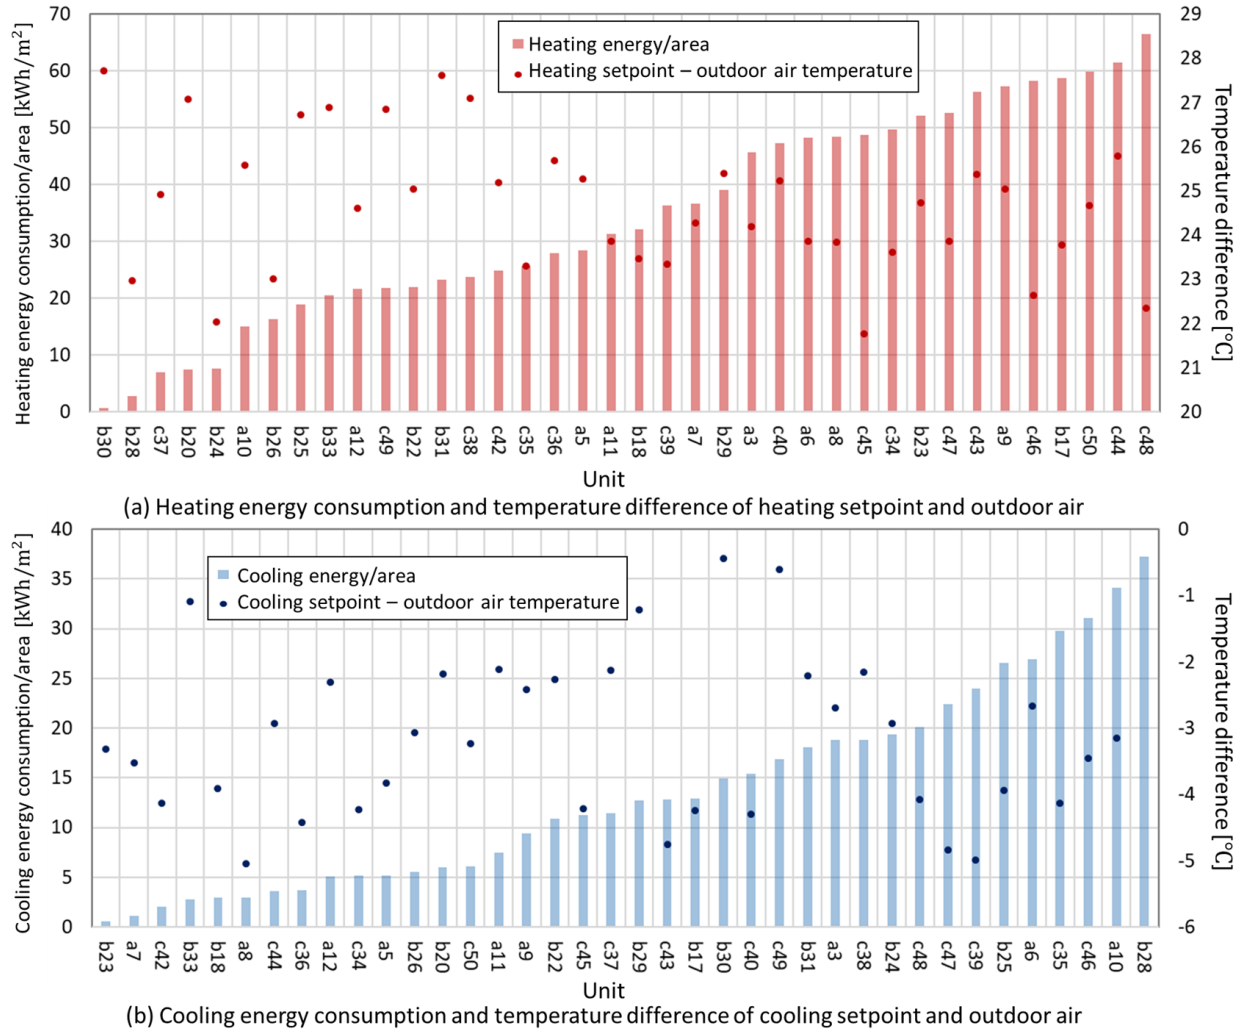 70
60
50
40
30
20
10
0
Heating energy consumption/area [kWh/m²]
29
28
27
26
25
24
23
22
21
20
Temperature difference [°C]
Heating energy/area
Heating setpoint – outdoor air temperature
b30 b28 c37 b20 b24 a10 b26 b25 b33 a12 c49 b22 b31 c38 c42 c35 c36 a5 a11 b18 c39 a7 b29 a3 c40 a6 a8 c45 c34 b23 c47 c43 a9 c46 b17 c50 c44 c48
Unit
(a) Heating energy consumption and temperature difference of heating setpoint and outdoor air
40
35
30
25
20
15
10
5
0
Cooling energy consumption/area [kWh/m²]
0
-1
-2
-3
-4
-5
-6
Temperature difference [°C]
Cooling energy/area
Cooling setpoint – outdoor air temperature
b23 a7 c42 b33 b18 a8 c44 c36 a12 c34 a5 b26 b20 c50 a11 a9 b22 c45 c37 b29 c43 b17 b30 c40 c49 b31 a3 c38 b24 c48 c47 c39 b25 a6 c35 c46 a10 b28
Unit
(b) Cooling energy consumption and temperature difference of cooling setpoint and outdoor air